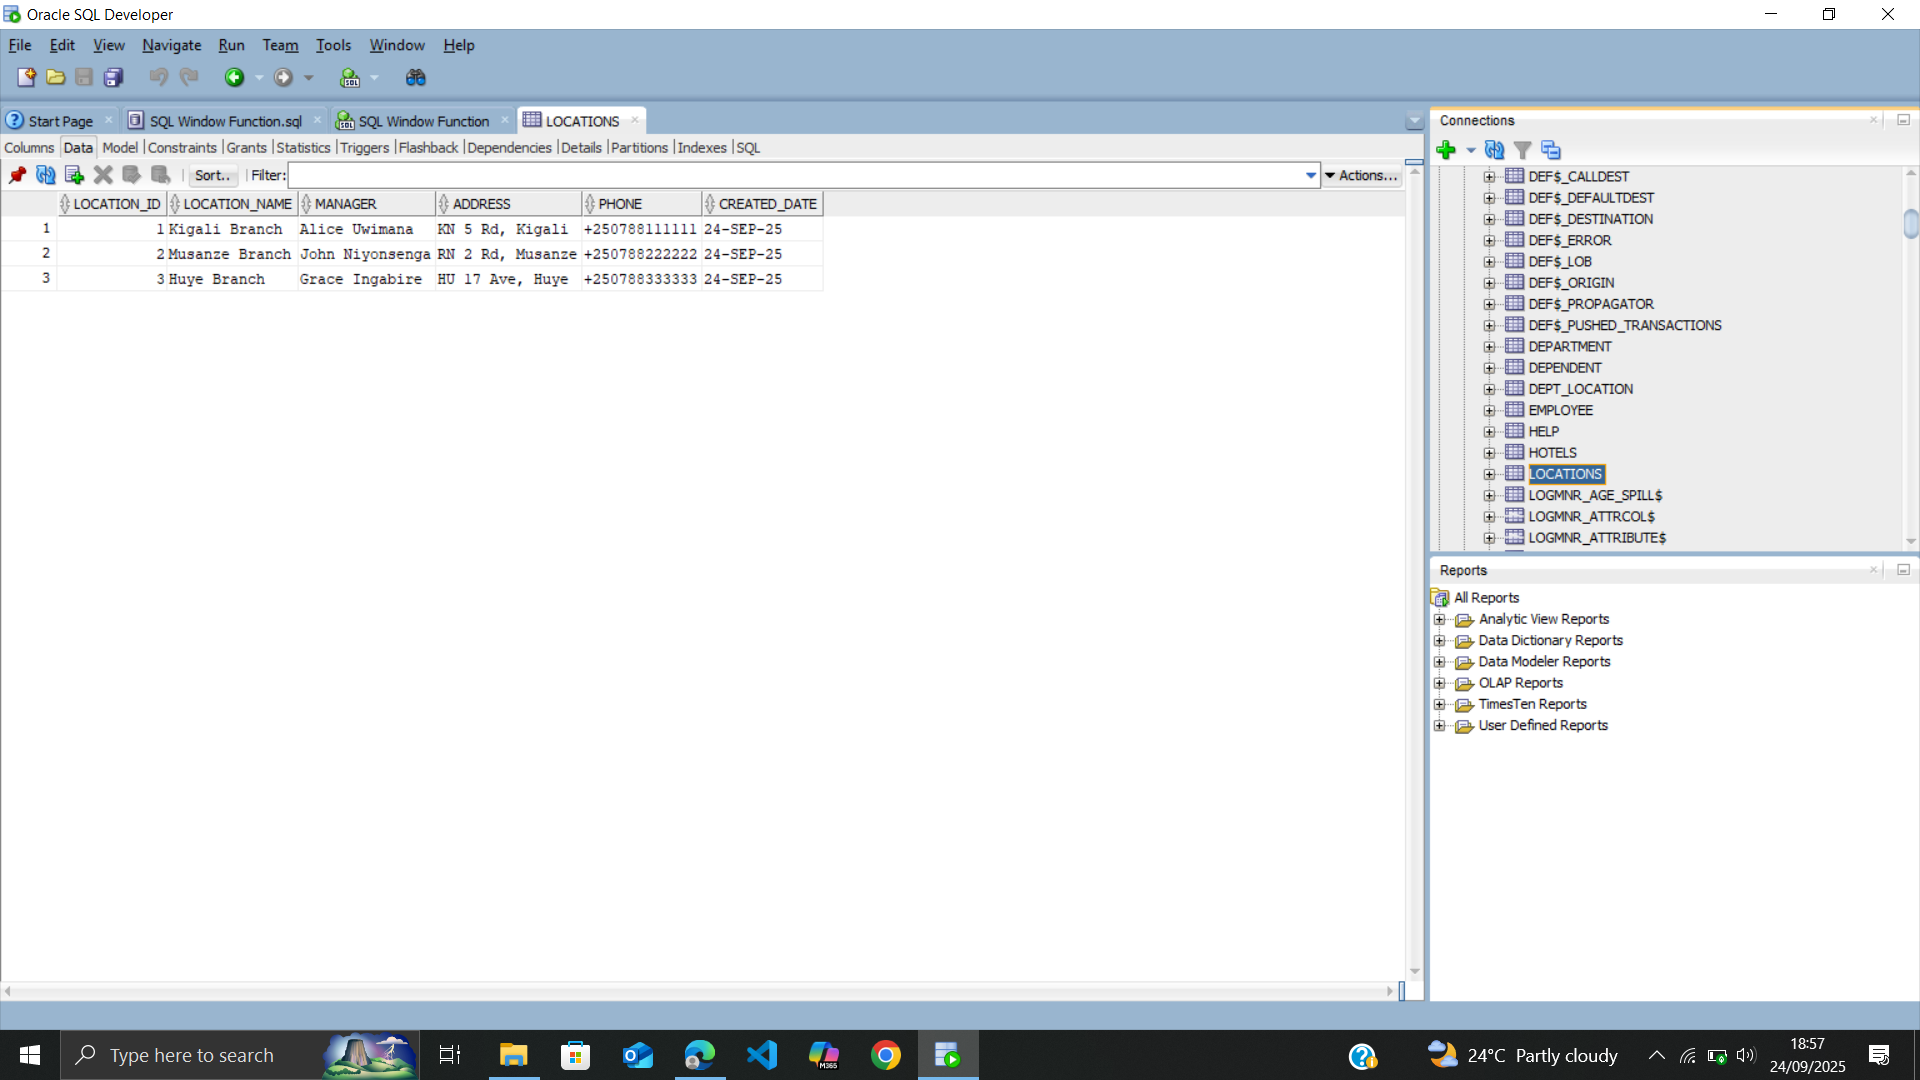 Oracle SQL Developer
File Edit View Navigate Run Team Tools Window Help
Start Page SQL Window Function.sql SQL Window Function LOCATIONS
Columns Data Model Constraints Grants Statistics Triggers Flashback Dependencies Details Partitions Indexes SQL
Sort.. Filter: Actions...
LOCATION_ID LOCATION_NAME MANAGER ADDRESS PHONE CREATED_DATE
1 1 Kigali Branch Alice Uwimana KN 5 Rd, Kigali +250788111111 24-SEP-25
2 2 Musanze Branch John Niyonsenga RN 2 Rd, Musanze +250788222222 24-SEP-25
3 3 Huye Branch Grace Ingabire HU 17 Ave, Huye +250788333333 24-SEP-25
Connections
DEF$_CALLDEST
DEF$_DEFAULTDEST
DEF$_DESTINATION
DEF$_ERROR
DEF$_LOB
DEF$_ORIGIN
DEF$_PROPAGATOR
DEF$_PUSHED_TRANSACTIONS
DEPARTMENT
DEPENDENT
DEPT_LOCATION
EMPLOYEE
HELP
HOTELS
LOCATIONS
LOGMNR_AGE_SPILL$
LOGMNR_ATTRCOL$
LOGMNR_ATTRIBUTE$
Reports
All Reports
Analytic View Reports
Data Dictionary Reports
Data Modeler Reports
OLAP Reports
TimesTen Reports
User Defined Reports
Type here to search
M365
24°C Partly cloudy
18:57
24/09/2025